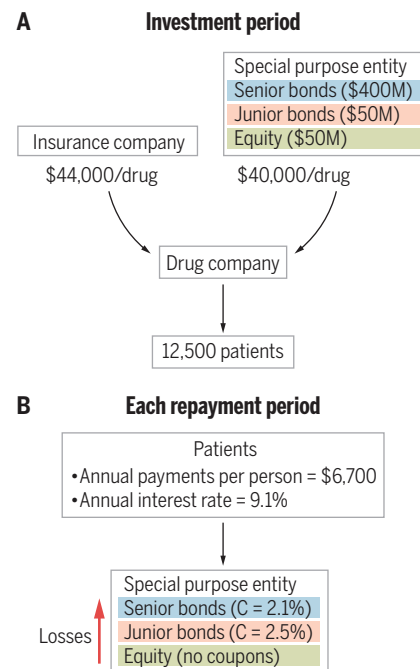 A Investment period
Special purpose entity
Senior bonds ($400M)
Junior bonds ($50M)
Equity ($50M)
Insurance company
$44,000/drug
$40,000/drug
Drug company
12,500 patients
B Each repayment period
Patients
•Annual payments per person = $6,700
•Annual interest rate = 9.1%
Special purpose entity
Senior bonds (C = 2.1%)
Junior bonds (C = 2.5%)
Equity (no coupons)
Losses